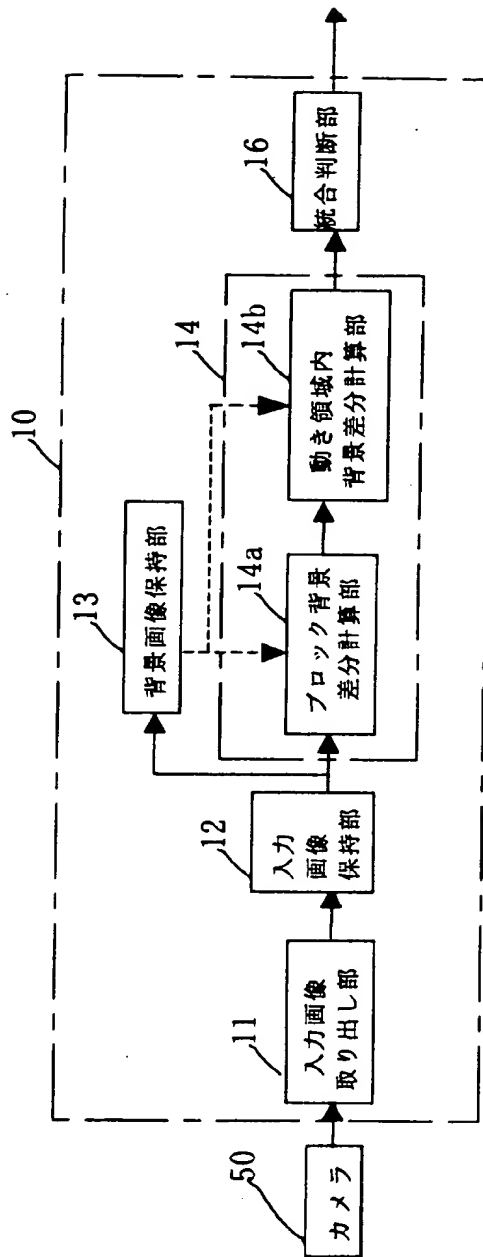 10
50
カメラ
11
入力画像
取り出し部
12
入力
画像
保持部
13
背景画像保持部
14
14a
ブロック背景
差分計算部
14b
動き領域内
背景差分計算部
16
統合判断部